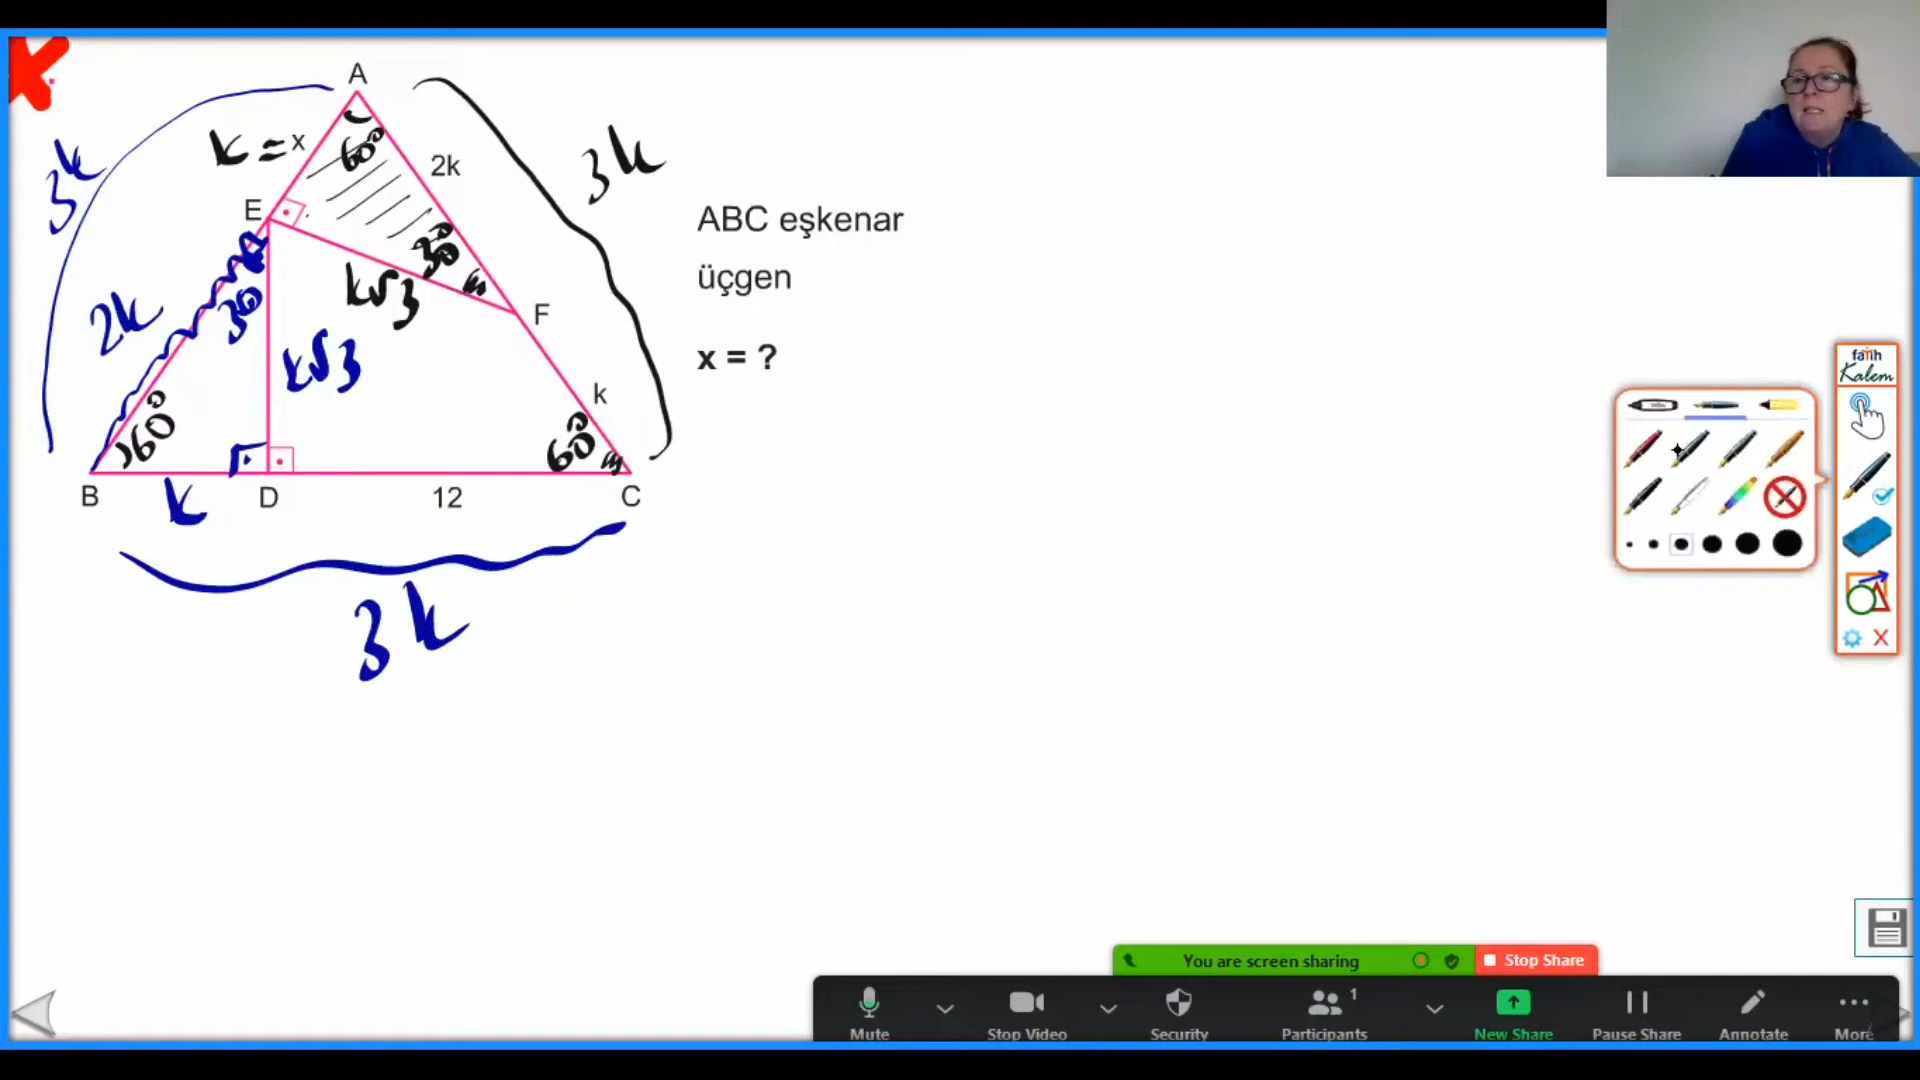 A
k = x
60°
2k
3k
3k
E
30°
k√3
F
2k
30
k√3
k
60°
60°
B
k
D
12
C
3k
ABC eşkenar
üçgen
x = ?
fatih
Kalem
You are screen sharing
Stop Share
Mute
Stop Video
Security
Participants
1
New Share
Pause Share
Annotate
More